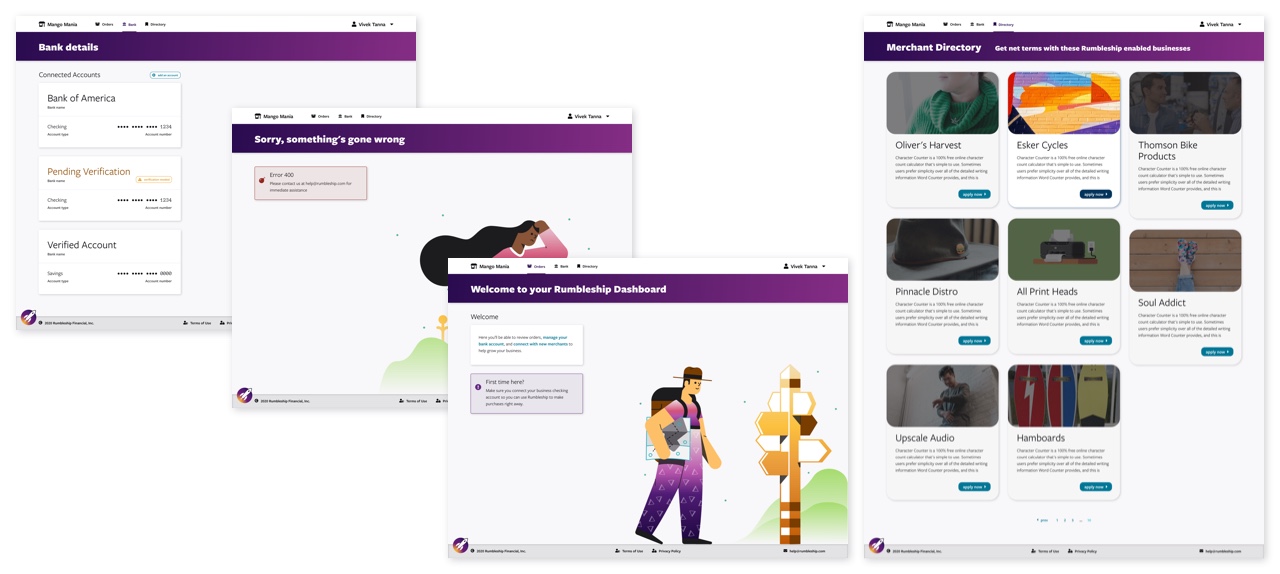 Mango Mania
Orders
Bank
Directory
Vivek Tanna
Bank details
Connected Accounts
Add an account
Bank of America
Bank name
Checking
•••• •••• •••• 1234
Account type
Account number
Pending Verification
Bank name
Checking
•••• •••• •••• 1234
Account type
Account number
Verified Account
Savings
•••• •••• •••• 0000
Account type
Account number
2020 Rumbleship Financial, Inc.
Terms of Use
Mango Mania
Orders
Bank
Directory
Vivek Tanna
Sorry, something's gone wrong
Error 400
Please contact us at help@rumbleship.com for
immediate assistance
2020 Rumbleship Financial, Inc.
Terms of Use
Mango Mania
Orders
Bank
Directory
Vivek Tanna
Welcome to your Rumbleship Dashboard
Welcome
Here you'll be able to review orders, manage your
bank account, and connect with new merchants to
help grow your business.
First time here?
Make sure you connect your business checking
account so you can use Rumbleship to make
purchases right away.
2020 Rumbleship Financial, Inc.
Terms of Use
Privacy Policy
help@rumbleship.com
Mango Mania
Orders
Bank
Directory
Vivek Tanna
Merchant Directory
Get net terms with these Rumbleship enabled businesses
Oliver's Harvest
Character Counter is a 100% free online character
count calculator that's simple to use. Sometimes
users prefer simplicity over all of the detailed writing
information Word Counter provides, and this is
apply now
Esker Cycles
Character Counter is a 100% free online character
count calculator that's simple to use. Sometimes
users prefer simplicity over all of the detailed writing
information Word Counter provides, and this is
apply now
Thomson Bike
Products
Character Counter is a 100% free online character
count calculator that's simple to use. Sometimes
users prefer simplicity over all of the detailed writing
information Word Counter provides, and this is
apply now
Pinnacle Distro
Character Counter is a 100% free online character
count calculator that's simple to use. Sometimes
users prefer simplicity over all of the detailed writing
information Word Counter provides, and this is
apply now
All Print Heads
Character Counter is a 100% free online character
count calculator that's simple to use. Sometimes
users prefer simplicity over all of the detailed writing
information Word Counter provides, and this is
apply now
Soul Addict
Character Counter is a 100% free online character
count calculator that's simple to use. Sometimes
users prefer simplicity over all of the detailed writing
information Word Counter provides, and this is
apply now
Upscale Audio
Character Counter is a 100% free online character
count calculator that's simple to use. Sometimes
users prefer simplicity over all of the detailed writing
information Word Counter provides, and this is
apply now
Hamboards
Character Counter is a 100% free online character
count calculator that's simple to use. Sometimes
users prefer simplicity over all of the detailed writing
information Word Counter provides, and this is
apply now
prev 1 2 3 ...
2020 Rumbleship Financial, Inc.
Terms of Use
Privacy Policy
help@rumbleship.com